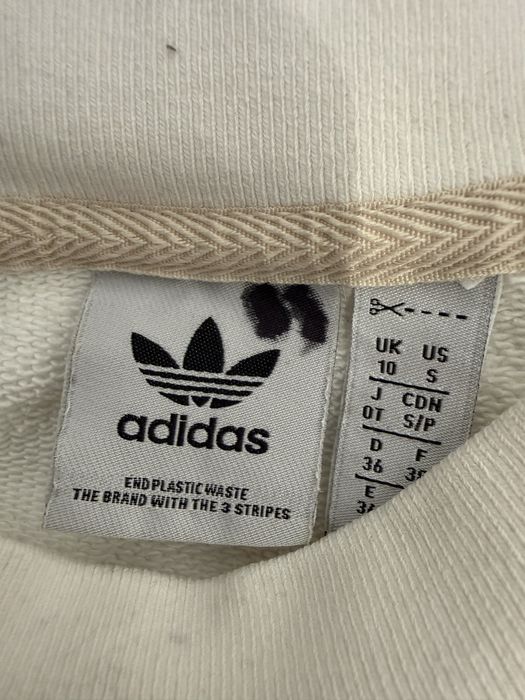 adidas
END PLASTIC WASTE
THE BRAND WITH THE 3 STRIPES
UK US
10 S
J CDN
OT S/P
D F
36
E